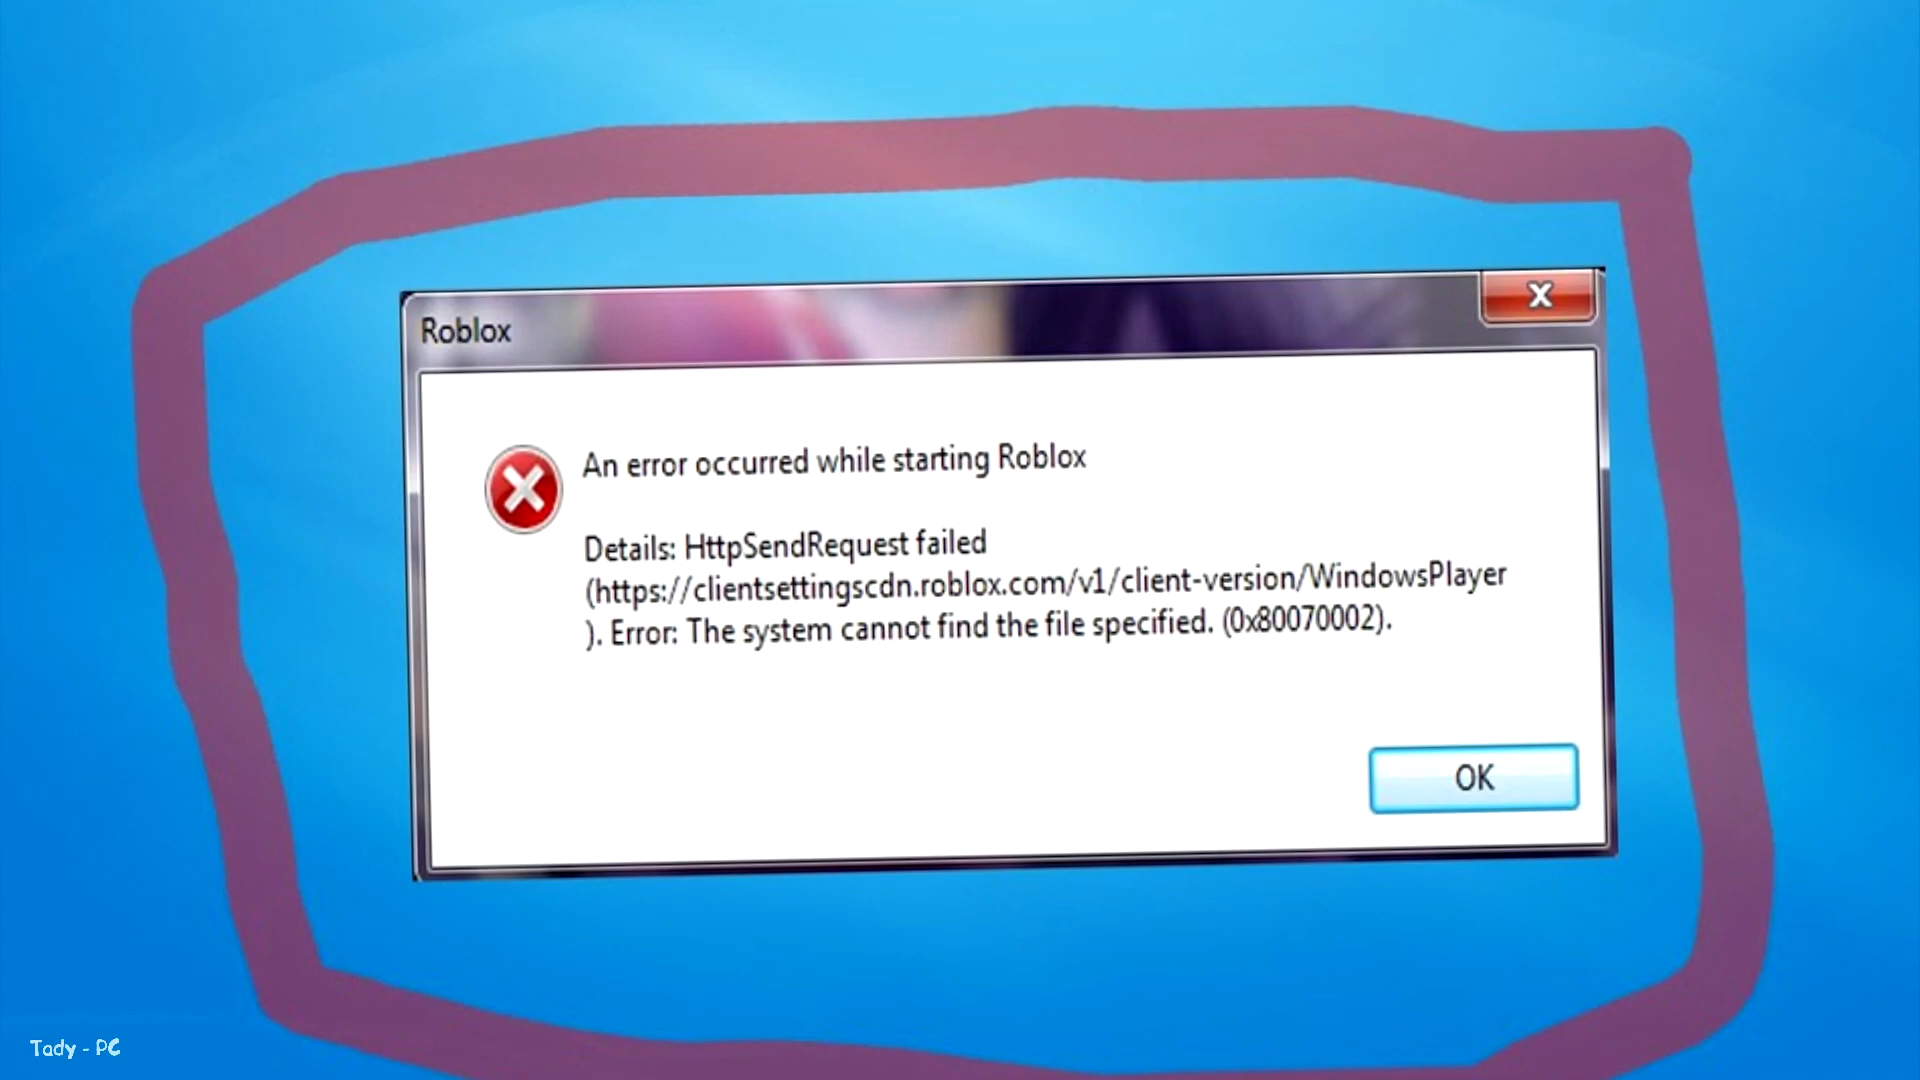 Roblox
X
An error occurred while starting Roblox
Details: HttpSendRequest failed
(https://clientsettingscdn.roblox.com/v1/client-version/WindowsPlayer
). Error: The system cannot find the file specified. (0x80070002).
OK
Tady - PC